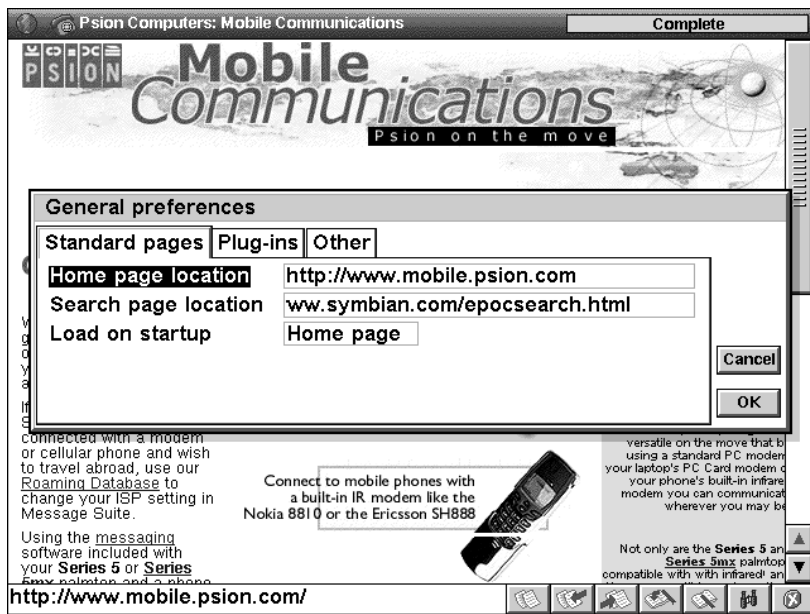 Psion Computers: Mobile Communications
Complete
PSION
Mobile
Communications
Psion on the move
General preferences
Standard pages
Plug-ins
Other
Home page location
http://www.mobile.psion.com
Search page location
ww.symbian.com/epocsearch.html
Load on startup
Home page
Cancel
OK
connected with a modem
or cellular phone and wish
to travel abroad, use our
Roaming Database to
change your ISP setting in
Message Suite.
Using the messaging
software included with
your Series 5 or Series
5mx palmtop and a phone
Connect to mobile phones with
a built-in IR modem like the
Nokia 8810 or the Ericsson SH888
versatile on the move that b
using a standard PC modem
your laptop's PC Card modem o
your phone's built-in infrare
modem you can communicat
wherever you may be
Not only are the Series 5 an
Series 5mx palmtop
compatible with with infrared an
http://www.mobile.psion.com/